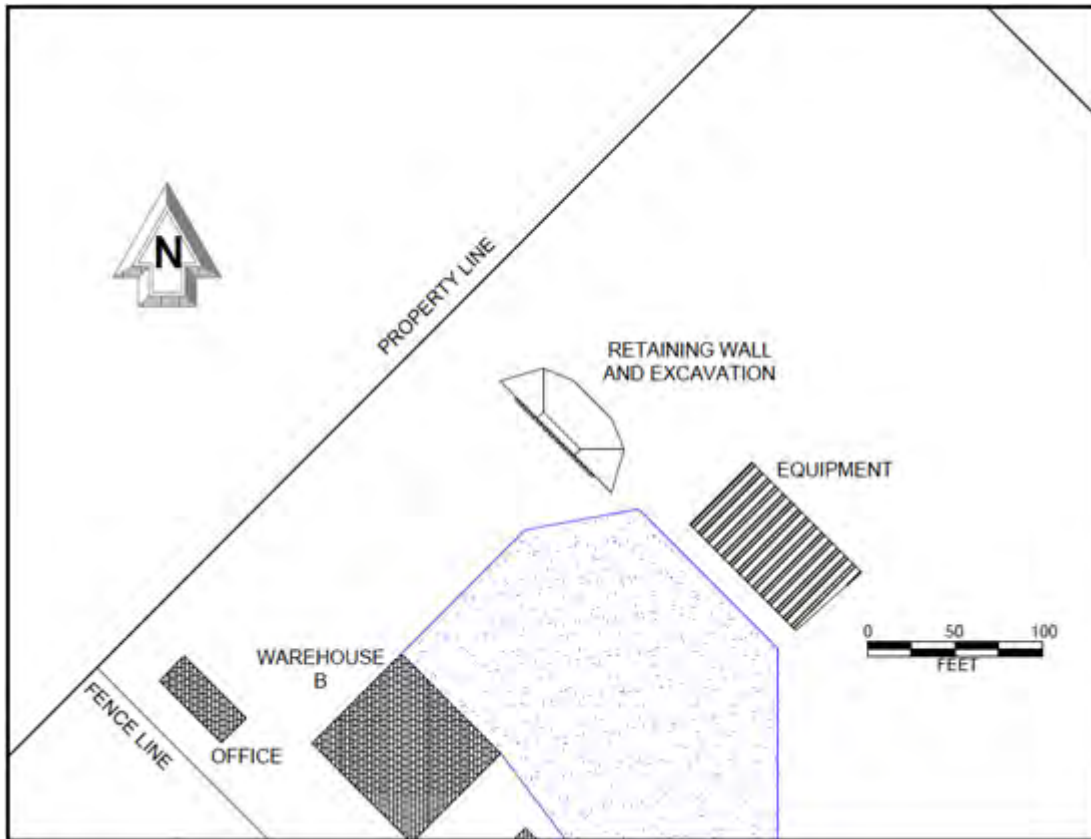 N
PROPERTY LINE
RETAINING WALL
AND EXCAVATION
EQUIPMENT
0 50 100
FEET
WAREHOUSE
B
FENCE LINE
OFFICE